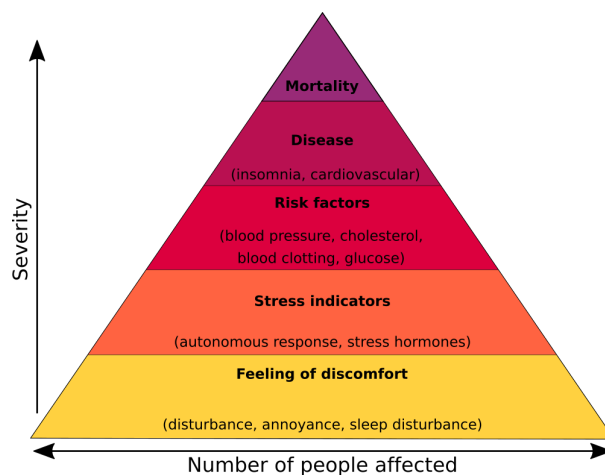 Mortality
Disease
(insomnia, cardiovascular)
Risk factors
(blood pressure, cholesterol,
blood clotting, glucose)
Stress indicators
(autonomous response, stress hormones)
Feeling of discomfort
(disturbance, annoyance, sleep disturbance)
Severity
Number of people affected